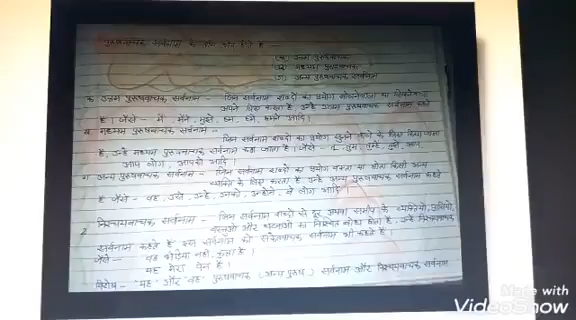 पुरुषवाचक सर्वनाम के तीन भेद होते हैं -
(क) उत्तम पुरुषवाचक
(ख) मध्यम पुरुषवाचक
(ग) अन्य पुरुषवाचक सर्वनाम
क उत्तम पुरुषवाचक सर्वनाम - जिन सर्वनाम शब्दों का प्रयोग बोलनेवाला या लिखनेवाला
अपने लिए करता है, उन्हें उत्तम पुरुषवाचक सर्वनाम कहते
हैं। जैसे - मैं, मैंने, मुझे, हम, हमने आदि।
ख मध्यम पुरुषवाचक सर्वनाम -
जिन सर्वनाम शब्दों का प्रयोग सुनने वाले के लिए किया जाता
है, उन्हें मध्यम पुरुषवाचक सर्वनाम कहा जाता है। जैसे - तू, तुम, तुम्हें, आप,
आप लोग, आपको आदि।
ग अन्य पुरुषवाचक सर्वनाम - जिन सर्वनाम शब्दों का प्रयोग वक्ता या श्रोता किसी अन्य
व्यक्ति के लिए करता है उन्हें अन्य पुरुषवाचक सर्वनाम कहते
हैं जैसे - वह, उसे, उन्हें, उनको, उन्होंने, वे लोग आदि।
2 निश्चयवाचक सर्वनाम - जिन सर्वनाम शब्दों से दूर अथवा समीप के व्यक्तियों,
वस्तुओं और घटनाओं का निश्चित बोध होता है, उन्हें निश्चयवाचक
सर्वनाम कहते हैं इस सर्वनाम को संकेतवाचक सर्वनाम भी कहते हैं।
जैसे - वह भेड़िया नहीं, कुत्ता है।
यह मेरा पेन है।
विशेष - "यह" और "वह" पुरुषवाचक (अन्य पुरुष) सर्वनाम और निश्चयवाचक सर्वनाम
Made with
VideoShow